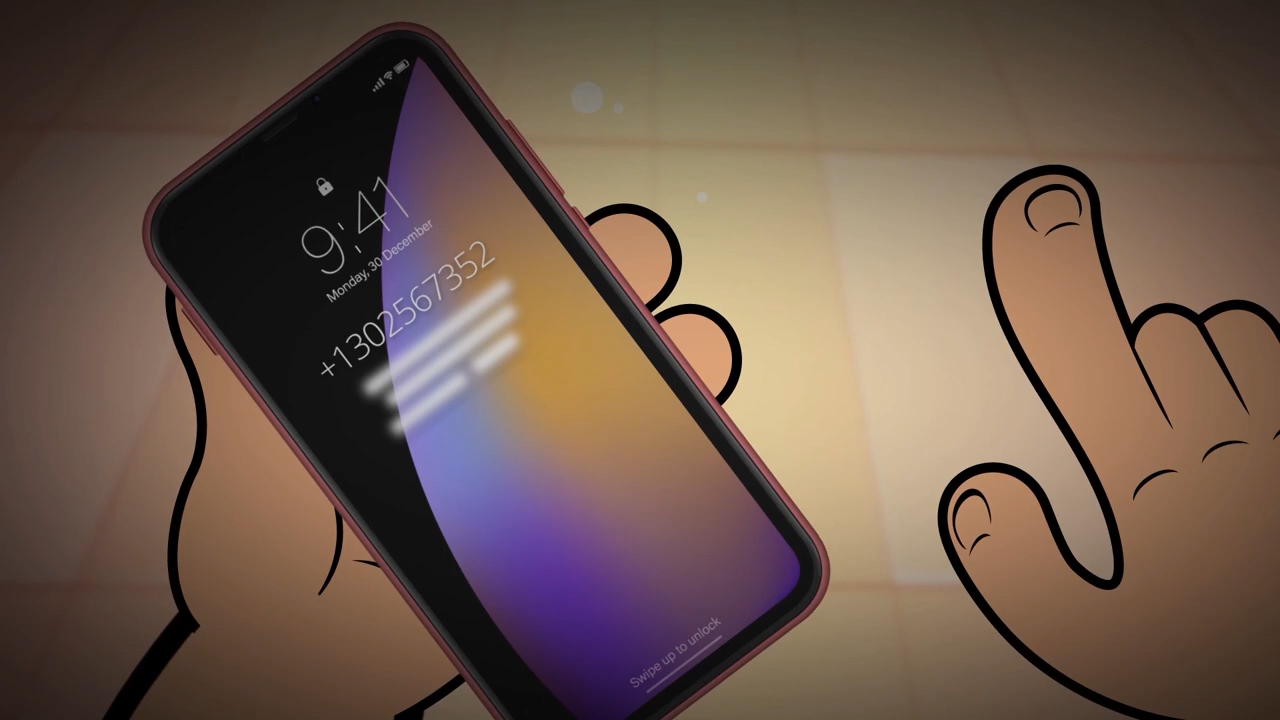 9:41
Monday, 30 December
+1302567352
Swipe up to unlock